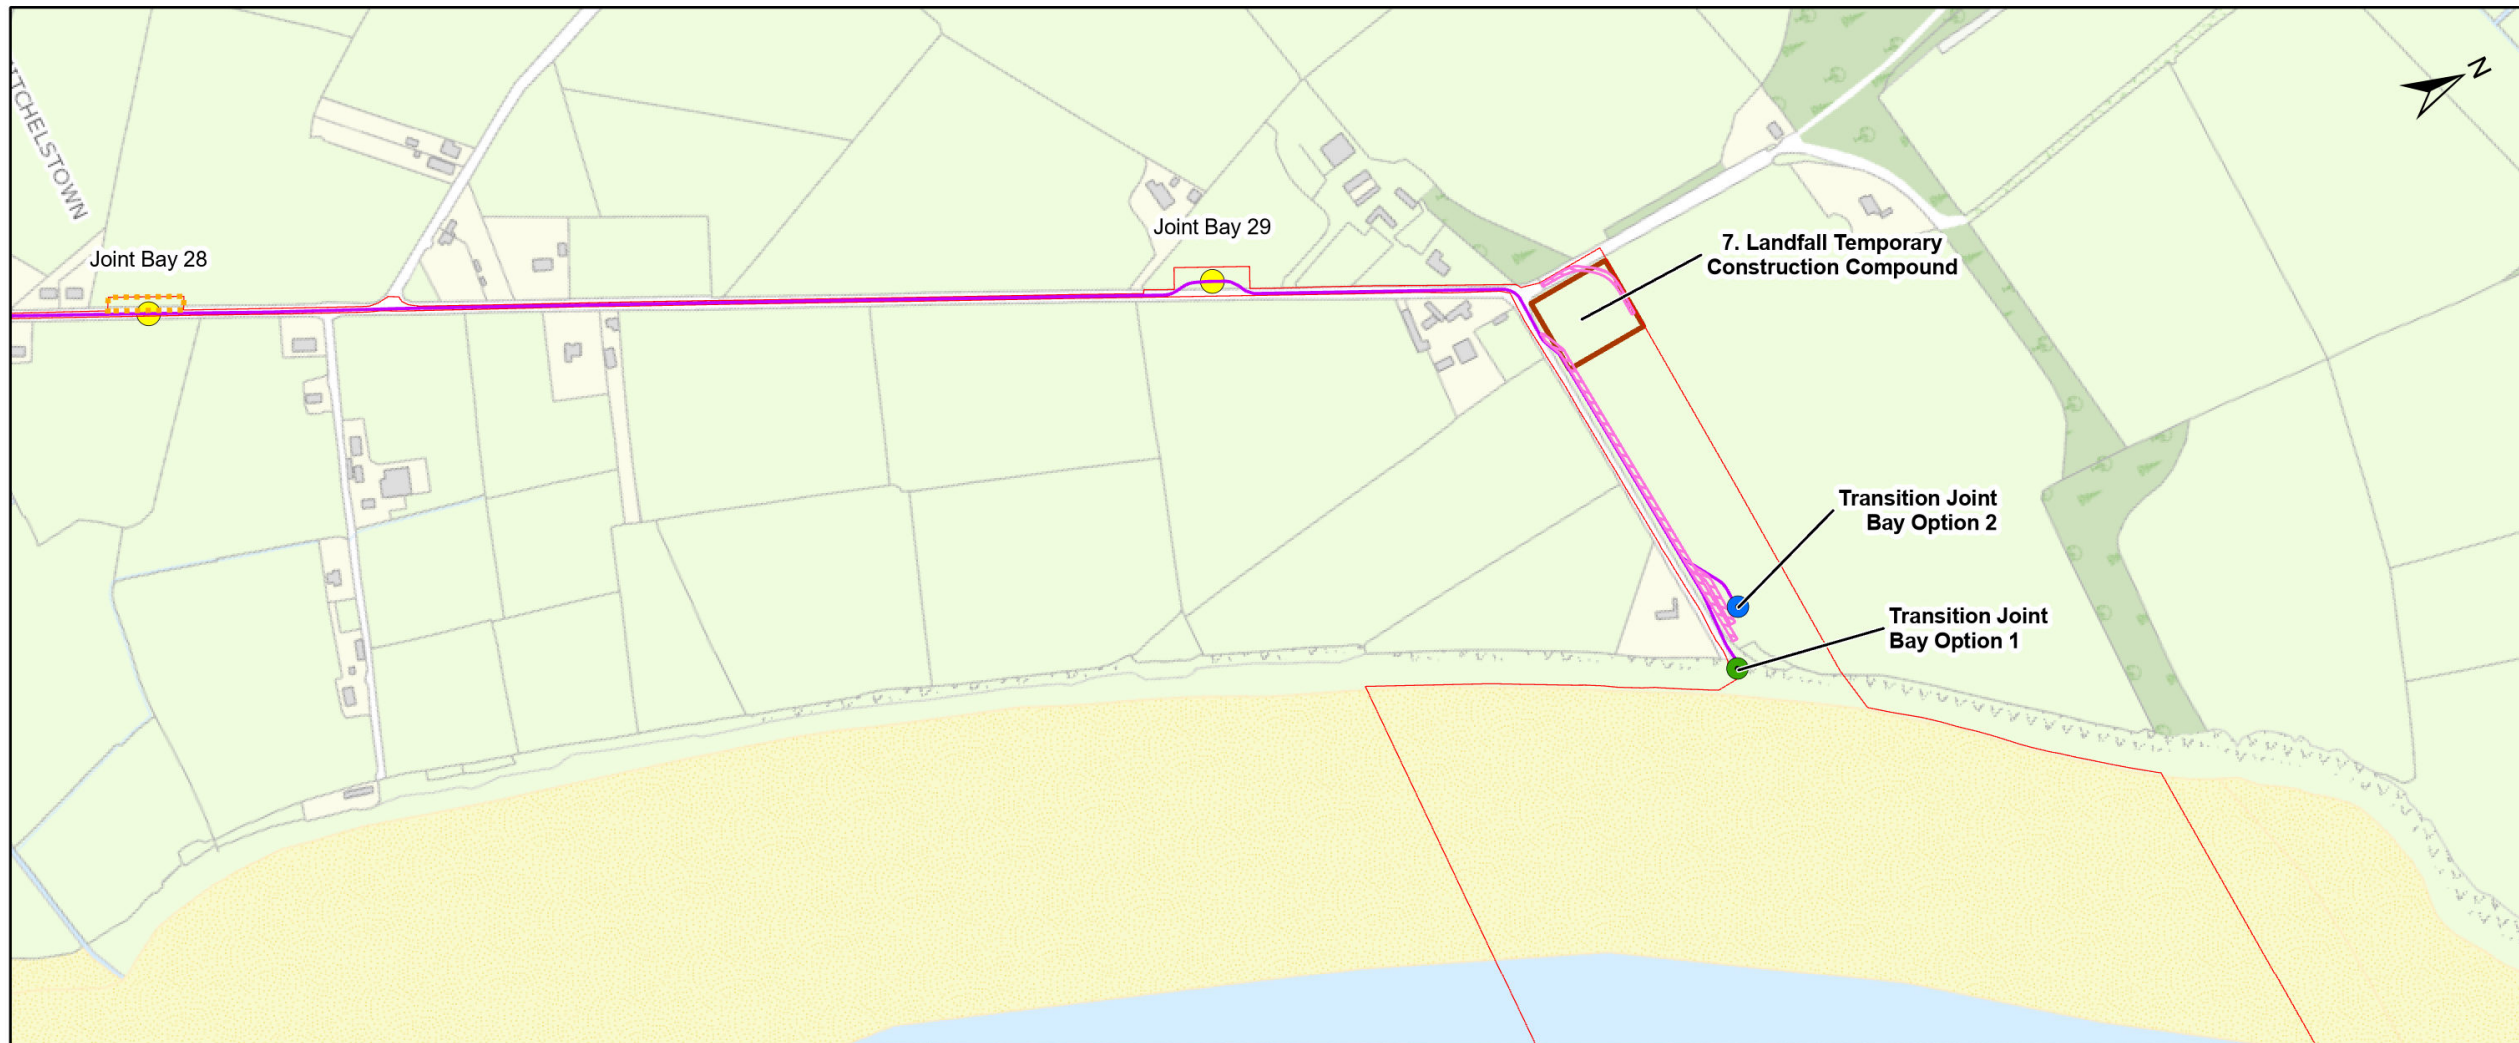 N
ITCHELSTOWN
Joint Bay 28
Joint Bay 29
7. Landfall Temporary
Construction Compound
Transition Joint
Bay Option 2
Transition Joint
Bay Option 1